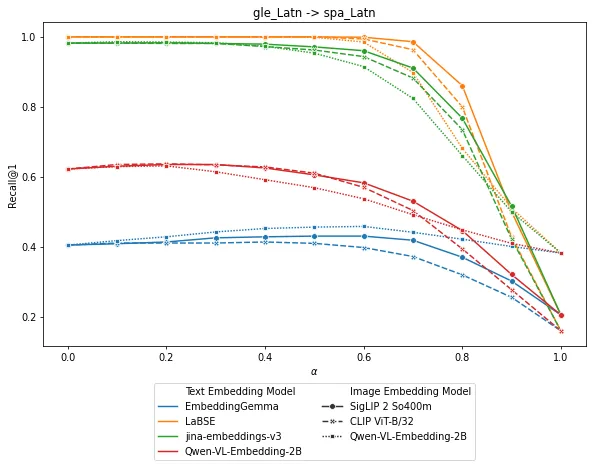 gle_Latn -> spa_Latn
1.0
0.8
0.6
0.4
0.2
Recall@1
0.0 0.2 0.4 0.6 0.8 1.0
α
Text Embedding Model
EmbeddingGemma
LaBSE
jina-embeddings-v3
Qwen-VL-Embedding-2B
Image Embedding Model
SigLIP 2 So400m
CLIP ViT-B/32
Qwen-VL-Embedding-2B